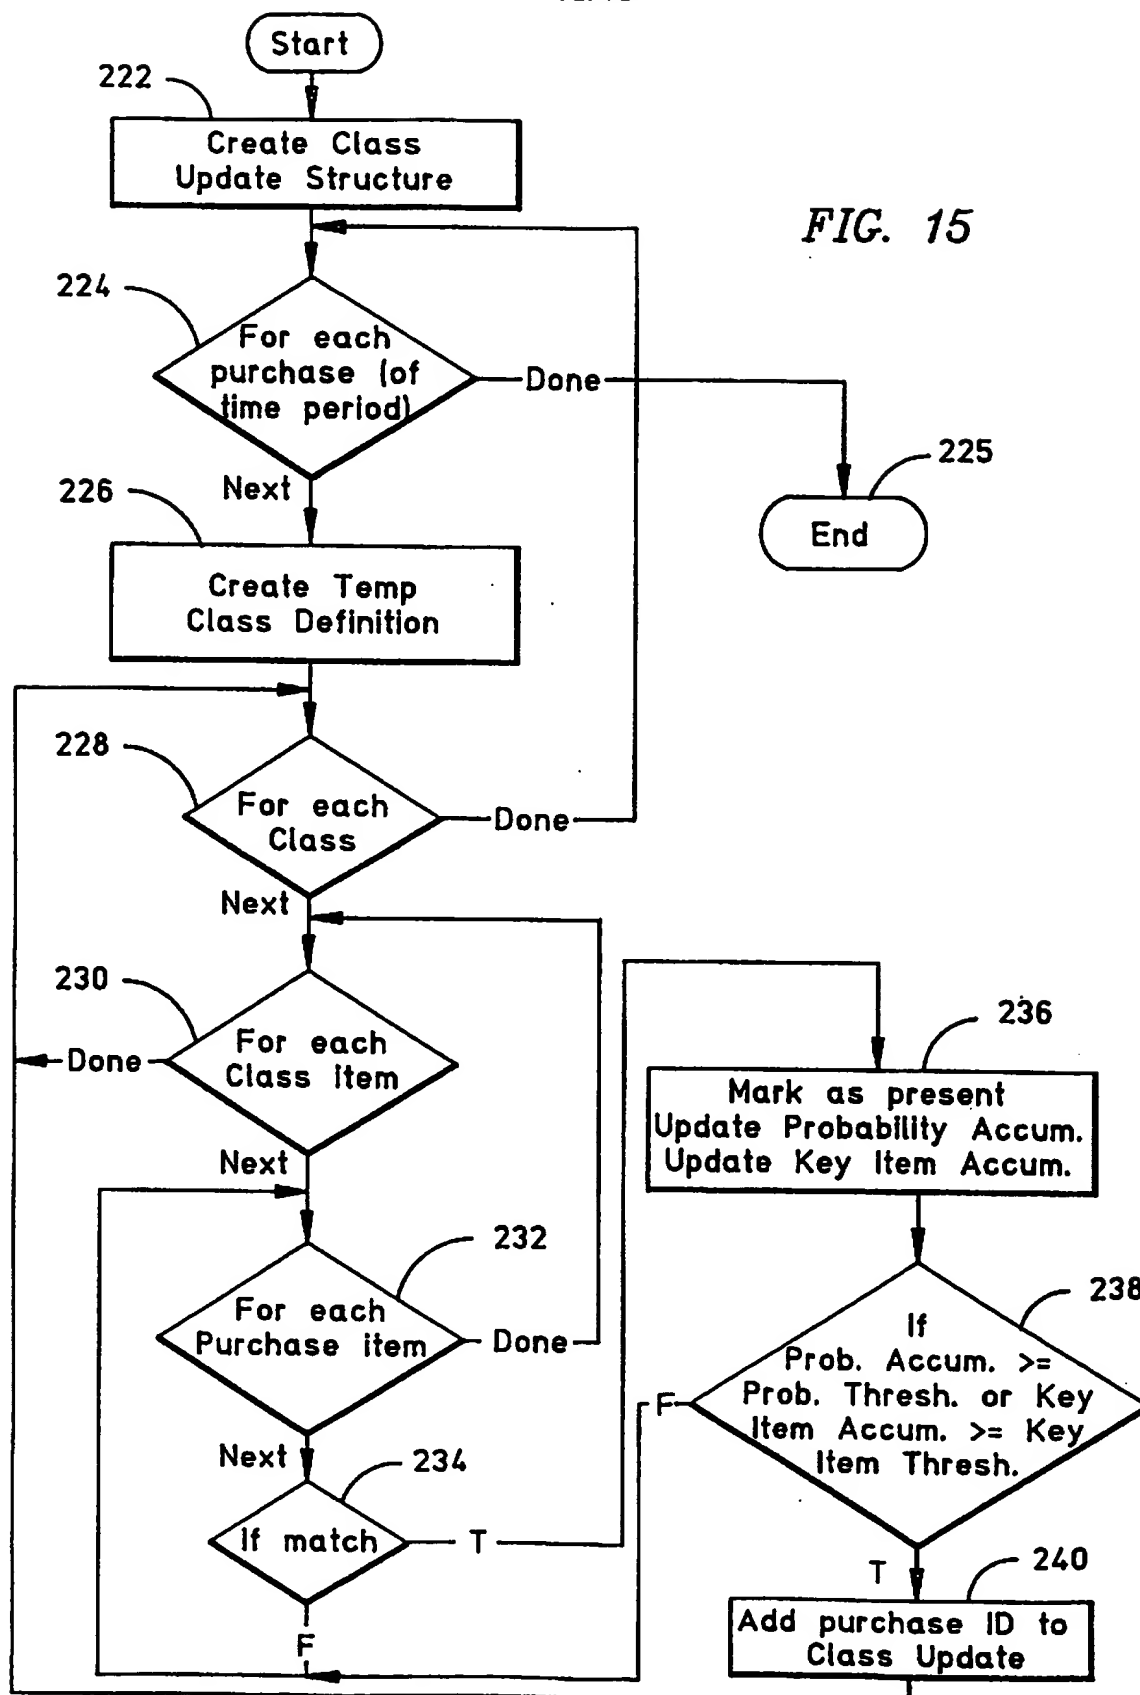 Start
222
Create Class
Update Structure
FIG. 15
224
For each
purchase (of
time period)
Done
225
End
Next
226
Create Temp
Class Definition
228
For each
Class
Done
Next
230
For each
Class item
Done
236
Mark as present
Update Probability Accum.
Update Key Item Accum.
Next
232
For each
Purchase item
Done
238
If
Prob. Accum. >=
Prob. Thresh. or Key
Item Accum. >= Key
Item Thresh.
F
Next
234
If match
T
F
T
240
Add purchase ID to
Class Update